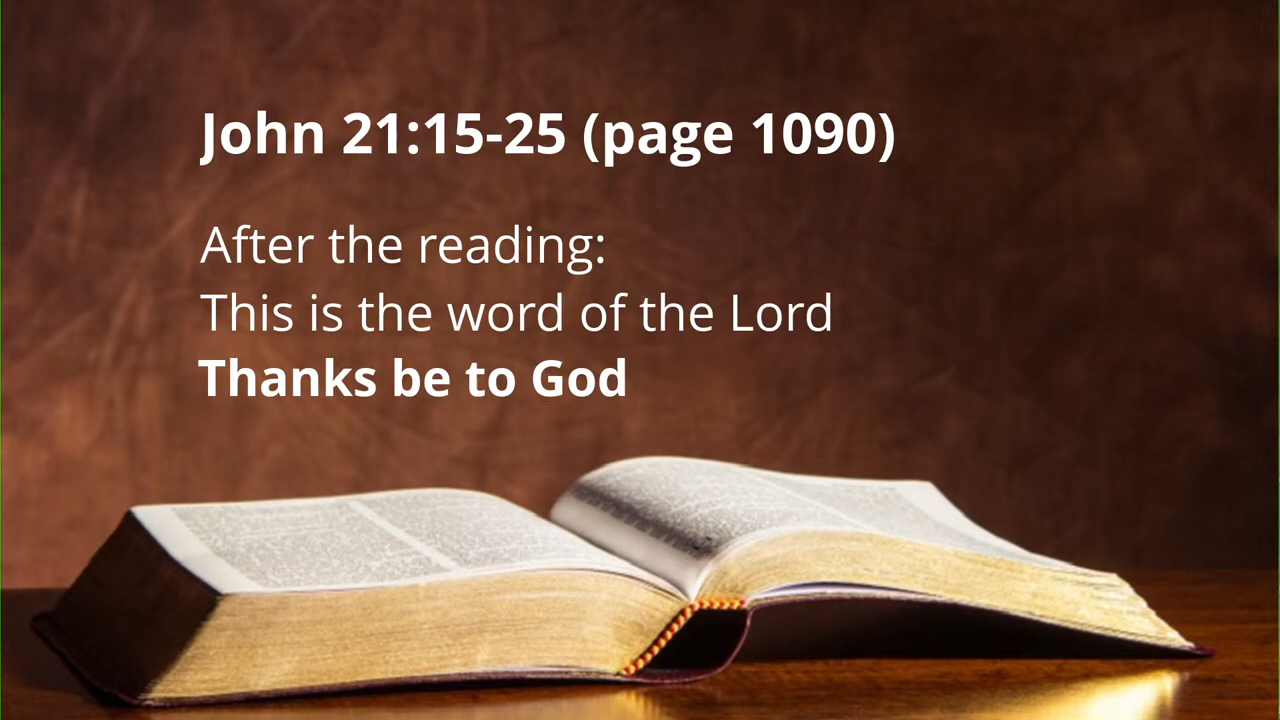 John 21:15-25 (page 1090)
After the reading:
This is the word of the Lord
Thanks be to God